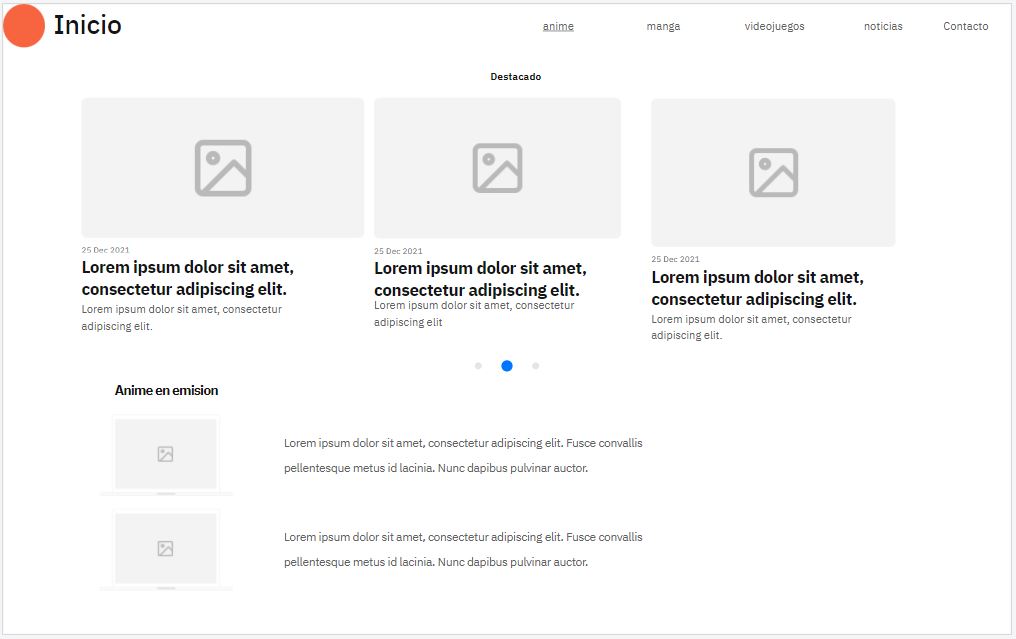 Inicio
anime
manga
videojuegos
noticias
Contacto
Destacado
25 Dec 2021
Lorem ipsum dolor sit amet,
consectetur adipiscing elit.
Lorem ipsum dolor sit amet, consectetur
adipiscing elit.
25 Dec 2021
Lorem ipsum dolor sit amet,
consectetur adipiscing elit.
Lorem ipsum dolor sit amet, consectetur
adipiscing elit
25 Dec 2021
Lorem ipsum dolor sit amet,
consectetur adipiscing elit.
Lorem ipsum dolor sit amet, consectetur
adipiscing elit.
Anime en emision
Lorem ipsum dolor sit amet, consectetur adipiscing elit. Fusce convallis
pellentesque metus id lacinia. Nunc dapibus pulvinar auctor.
Lorem ipsum dolor sit amet, consectetur adipiscing elit. Fusce convallis
pellentesque metus id lacinia. Nunc dapibus pulvinar auctor.